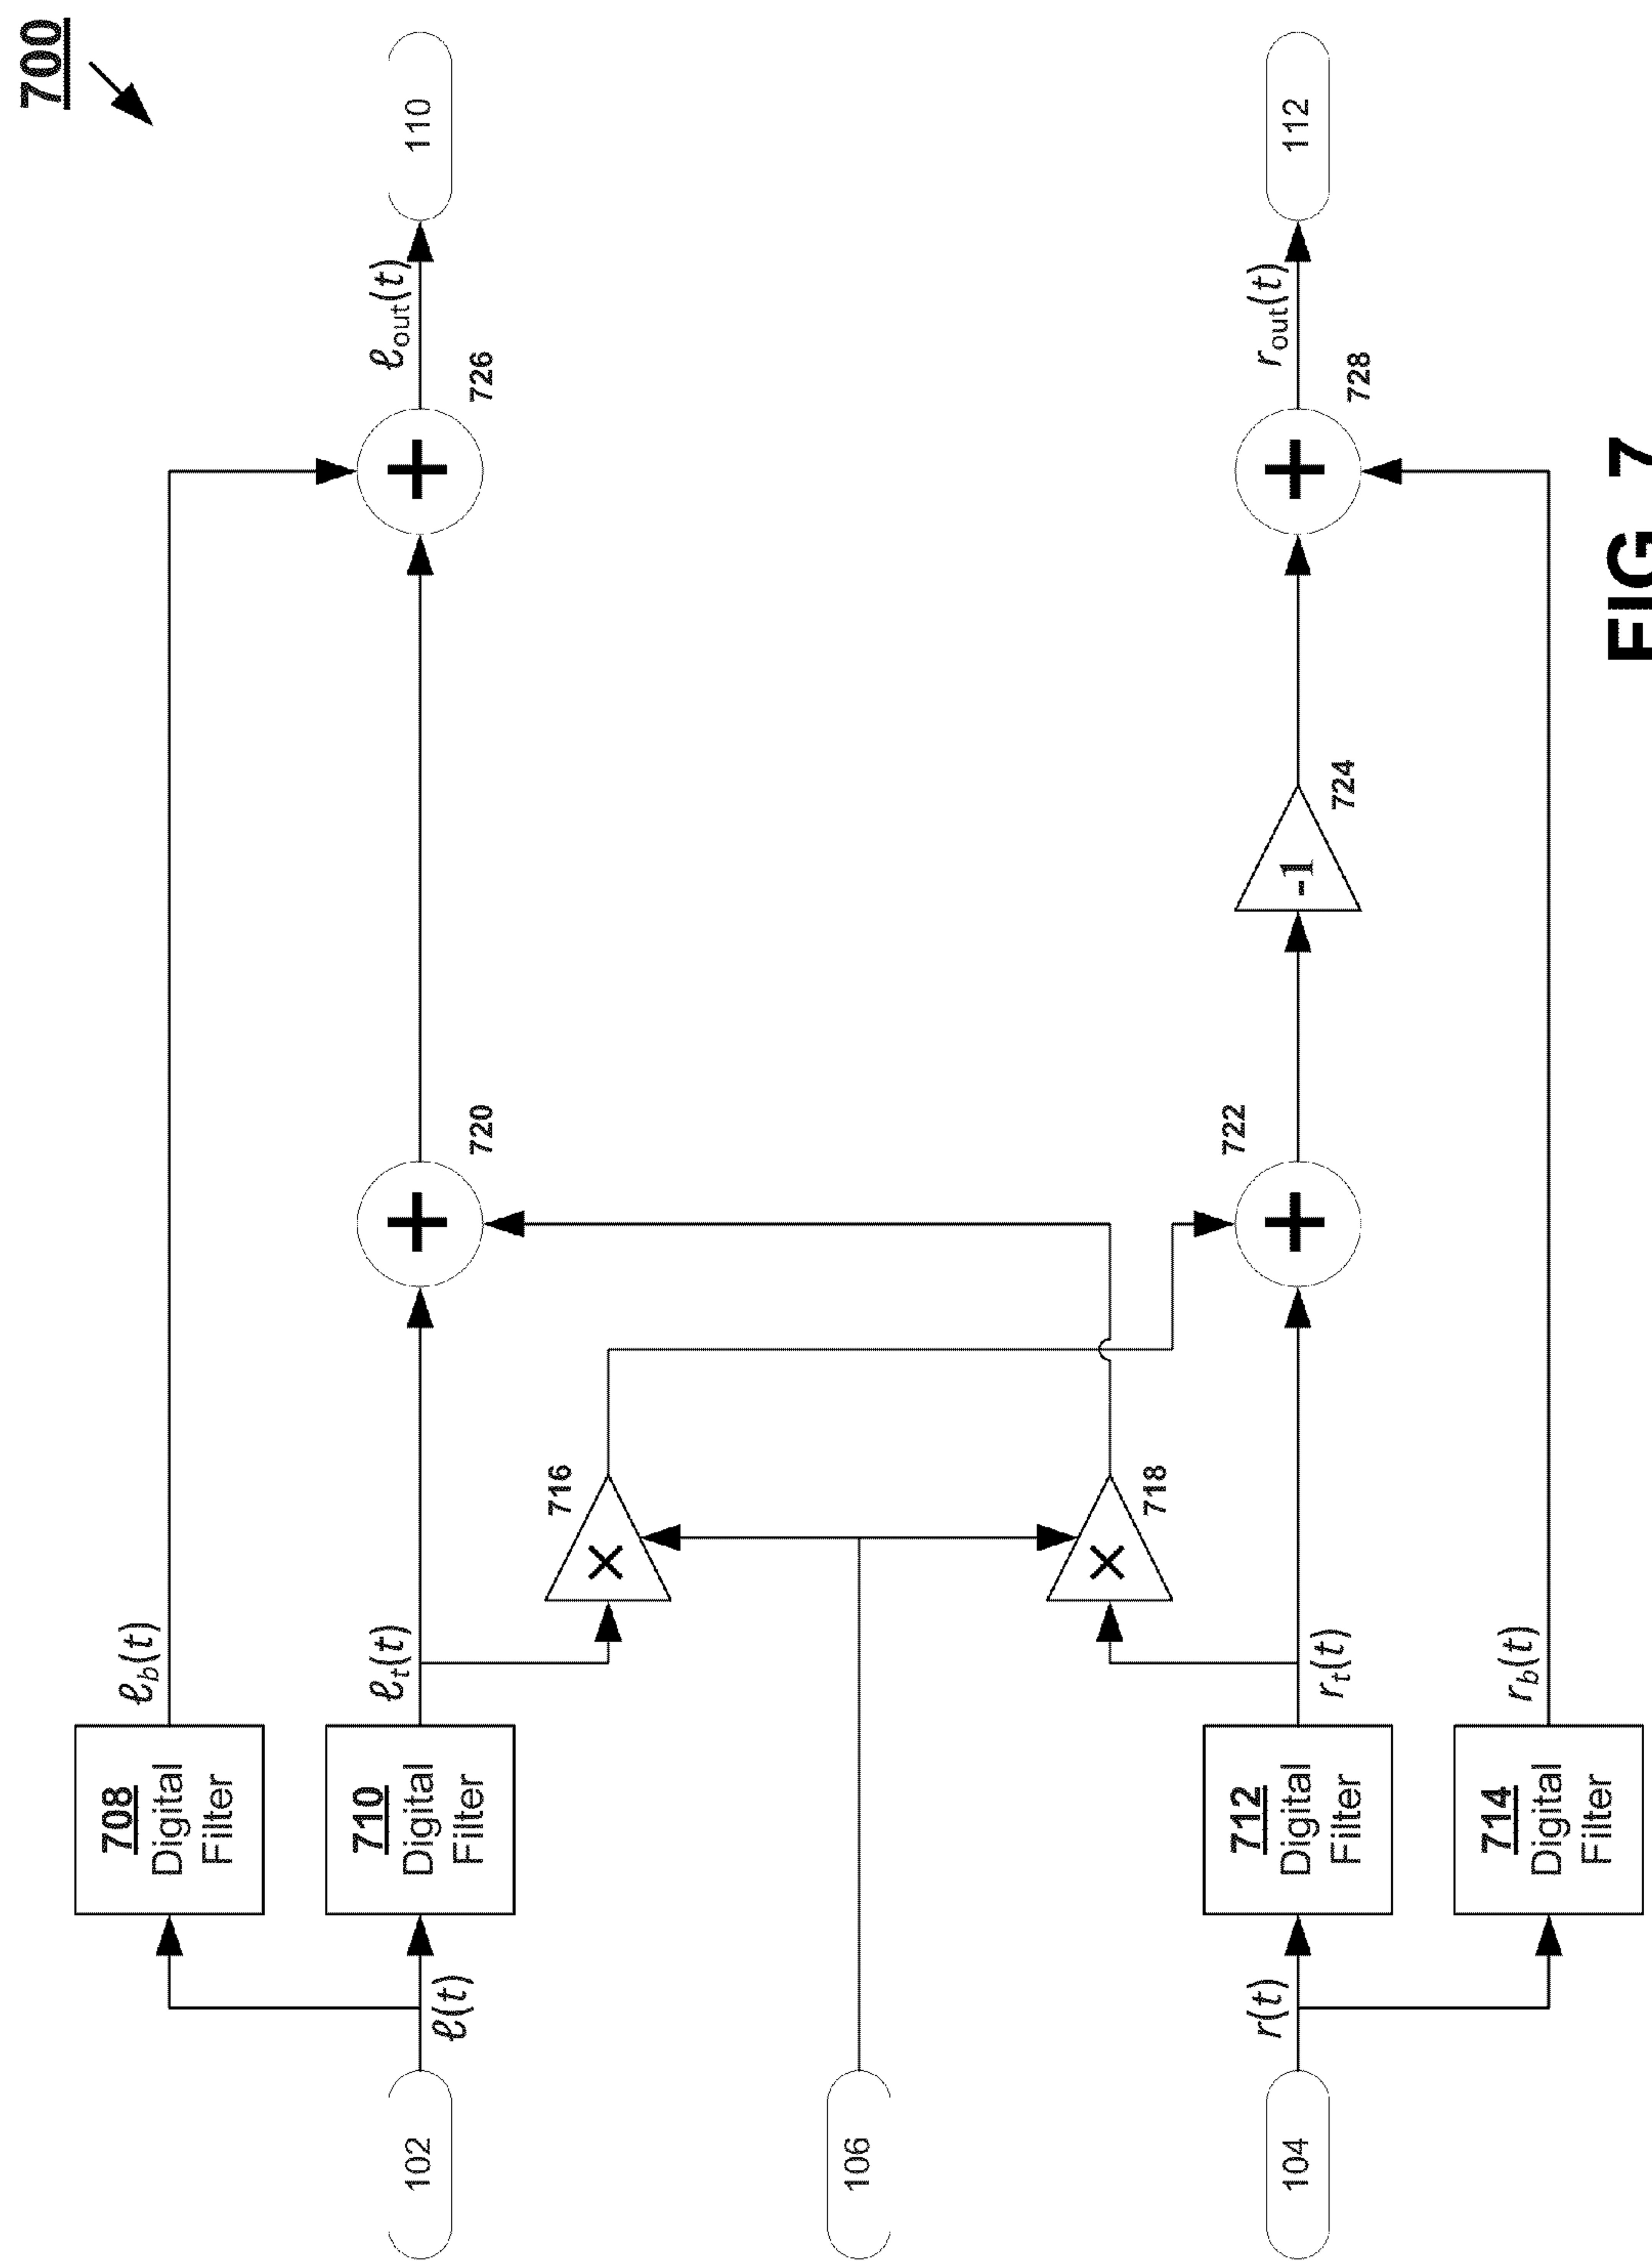 700
102
ℓ(t)
708
Digital
Filter
ℓb(t)
710
Digital
Filter
ℓt(t)
716
×
720
+
726
+
ℓout(t)
110
106
718
×
104
r(t)
712
Digital
Filter
rt(t)
722
+
724
-1
728
+
rout(t)
112
714
Digital
Filter
rb(t)
FIG. 7